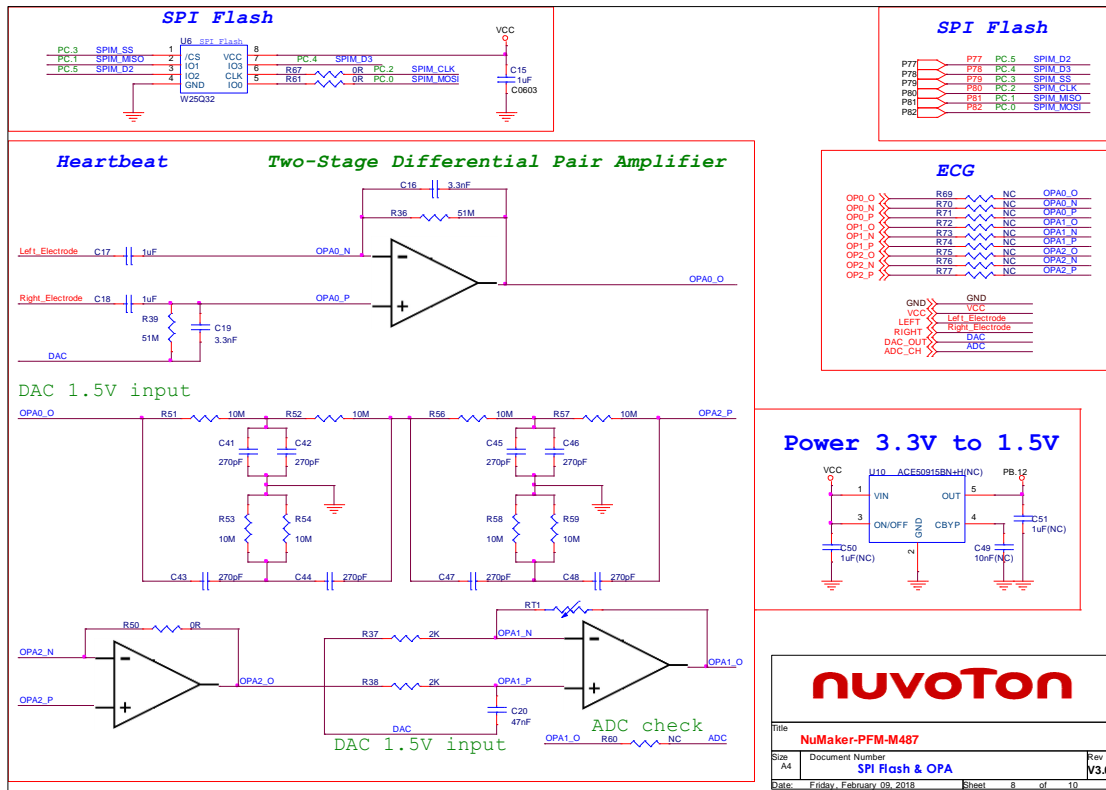 SPI Flash
U6 SPI Flash
PC.3 SPIM_SS 1 /CS VCC 8 VCC
PC.1 SPIM_MISO 2 IO1 IO3 7 PC.4 SPIM_D3
PC.5 SPIM_D2 3 IO2 CLK 6 R67 0R PC.2 SPIM_CLK
4 GND IO0 5 R61 0R PC.0 SPIM_MOSI
W25Q32
C15
1uF
C0603
SPI Flash
P77 P77 PC.5 SPIM_D2
P78 P78 PC.4 SPIM_D3
P79 P79 PC.3 SPIM_SS
P80 P80 PC.2 SPIM_CLK
P81 P81 PC.1 SPIM_MISO
P82 P82 PC.0 SPIM_MOSI
Heartbeat
Two-Stage Differential Pair Amplifier
C16 3.3nF
R36 51M
Left_Electrode C17 1uF OPA0_N
OPA0_O
Right_Electrode C18 1uF OPA0_P
R39
51M
C19
3.3nF
DAC
DAC 1.5V input
OPA0_O R51 10M R52 10M R56 10M R57 10M OPA2_P
C41 C42 C45 C46
270pF 270pF 270pF 270pF
R53 R54 R58 R59
10M 10M 10M 10M
C43 270pF C44 270pF C47 270pF C48 270pF
R50 0R
OPA2_N
OPA2_P
OPA2_O
RT1
R37 2K OPA1_N
R38 2K OPA1_P
OPA1_O
C20
47nF
DAC
DAC 1.5V input
ADC check
OPA1_O R60 NC ADC
ECG
OP0_O R69 NC OPA0_O
OP0_N R70 NC OPA0_N
OP0_P R71 NC OPA0_P
OP1_O R72 NC OPA1_O
OP1_N R73 NC OPA1_N
OP1_P R74 NC OPA1_P
OP2_O R75 NC OPA2_O
OP2_N R76 NC OPA2_N
OP2_P R77 NC OPA2_P
GND GND
VCC VCC
LEFT Left_Electrode
RIGHT Right_Electrode
DAC_OUT DAC
ADC_CH ADC
Power 3.3V to 1.5V
VCC U10 ACE50915BN+H(NC) PB.12
1 VIN OUT 5
3 ON/OFF GND CBYP 4
2
C50
1uF(NC)
C49
10nF(NC)
C51
1uF(NC)
nuvoTon
Title
NuMaker-PFM-M487
Size Document Number Rev
A4 SPI Flash & OPA
Date: Friday, February 09, 2018 Sheet 8 of 10